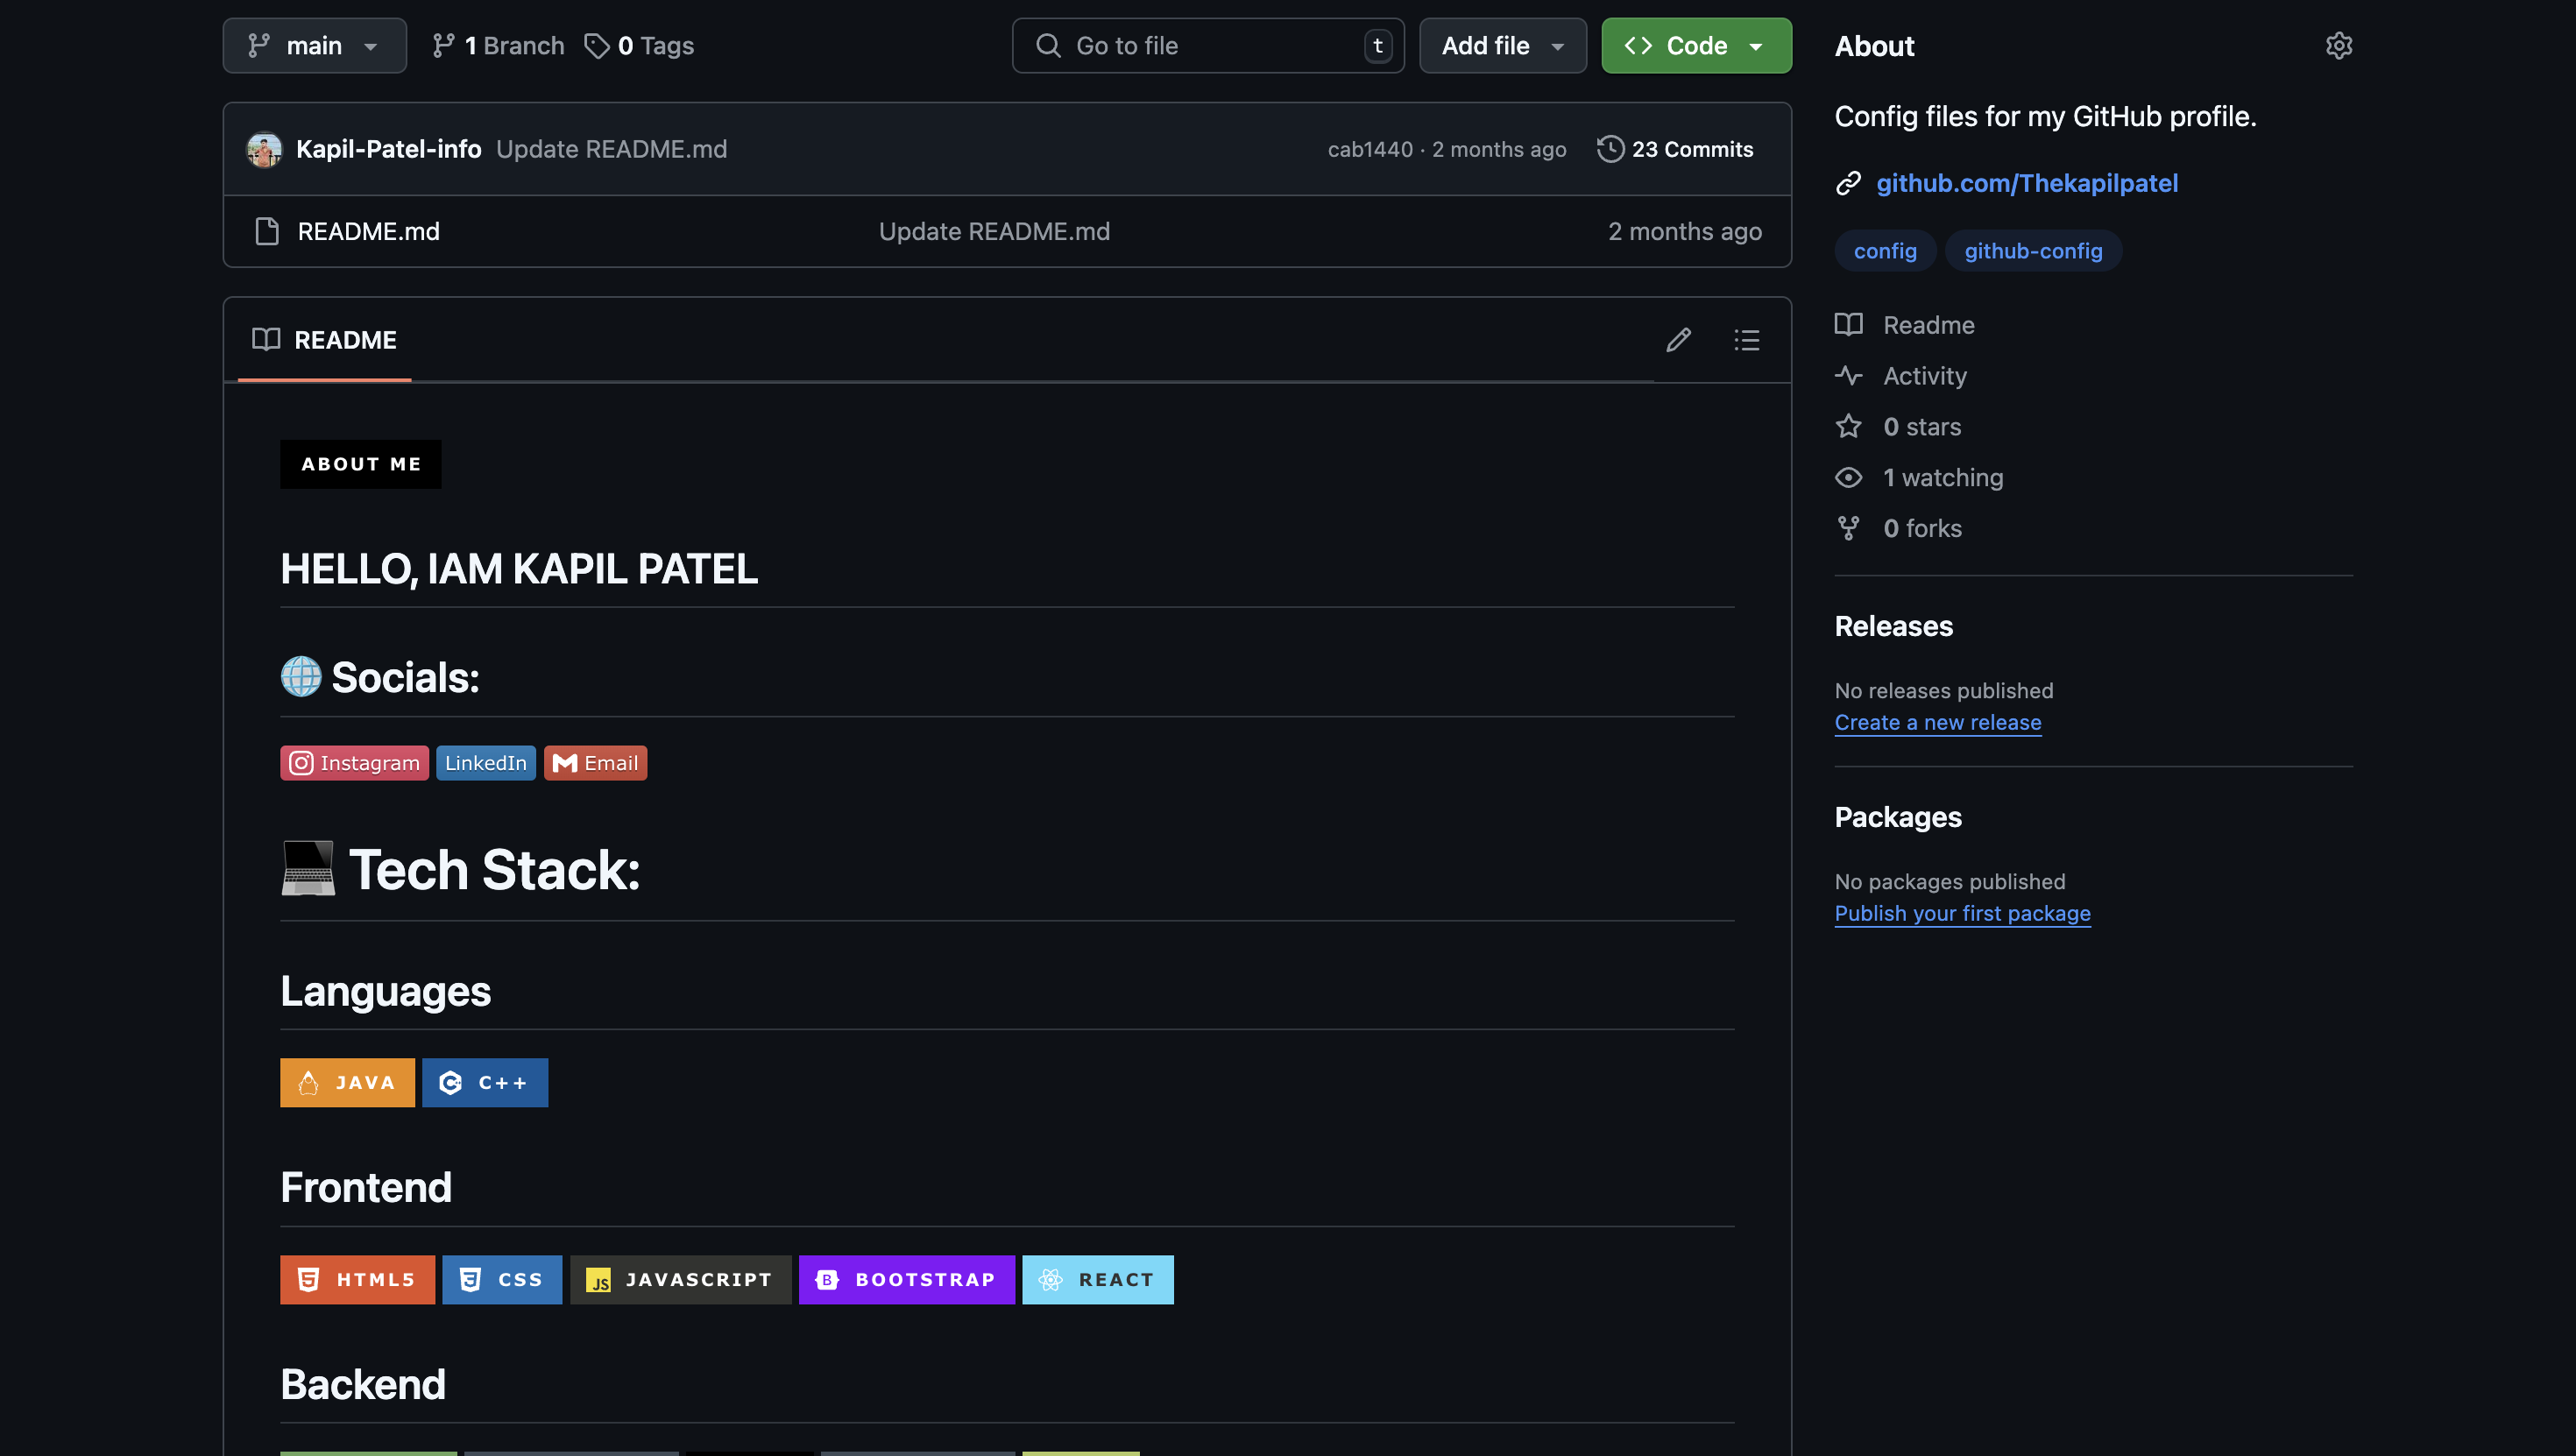 main 1 Branch 0 Tags Go to file t Add file Code
Kapil-Patel-info Update README.md cab1440 · 2 months ago 23 Commits
README.md Update README.md 2 months ago
README
ABOUT ME
HELLO, IAM KAPIL PATEL
Socials:
Instagram LinkedIn Email
Tech Stack:
Languages
JAVA C++
Frontend
HTML5 CSS JS JAVASCRIPT B BOOTSTRAP REACT
Backend
About
Config files for my GitHub profile.
github.com/Thekapilpatel
config github-config
Readme
Activity
0 stars
1 watching
0 forks
Releases
No releases published
Create a new release
Packages
No packages published
Publish your first package